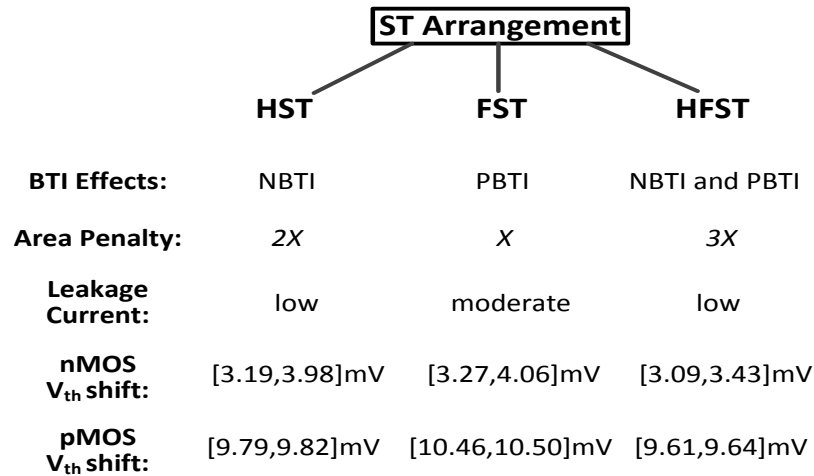 ST Arrangement
HST FST HFST
BTI Effects: NBTI PBTI NBTI and PBTI
Area Penalty: 2X X 3X
Leakage
Current: low moderate low
nMOS
Vth shift: [3.19,3.98]mV [3.27,4.06]mV [3.09,3.43]mV
pMOS
Vth shift: [9.79,9.82]mV [10.46,10.50]mV [9.61,9.64]mV